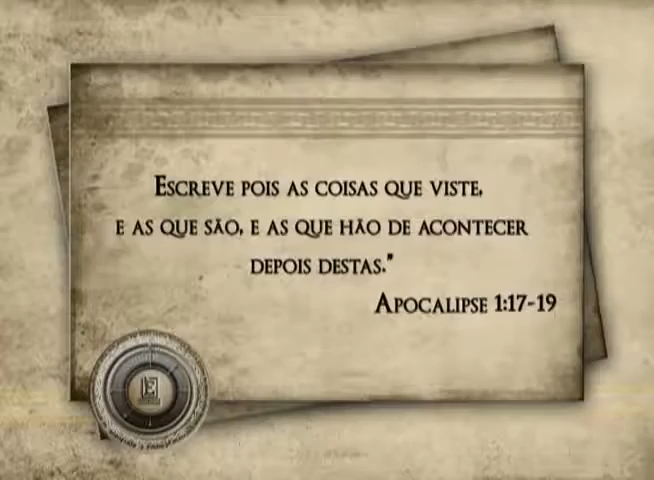 Escreve pois as coisas que viste,
e as que são, e as que hão de acontecer
depois destas."
Apocalipse 1:17-19